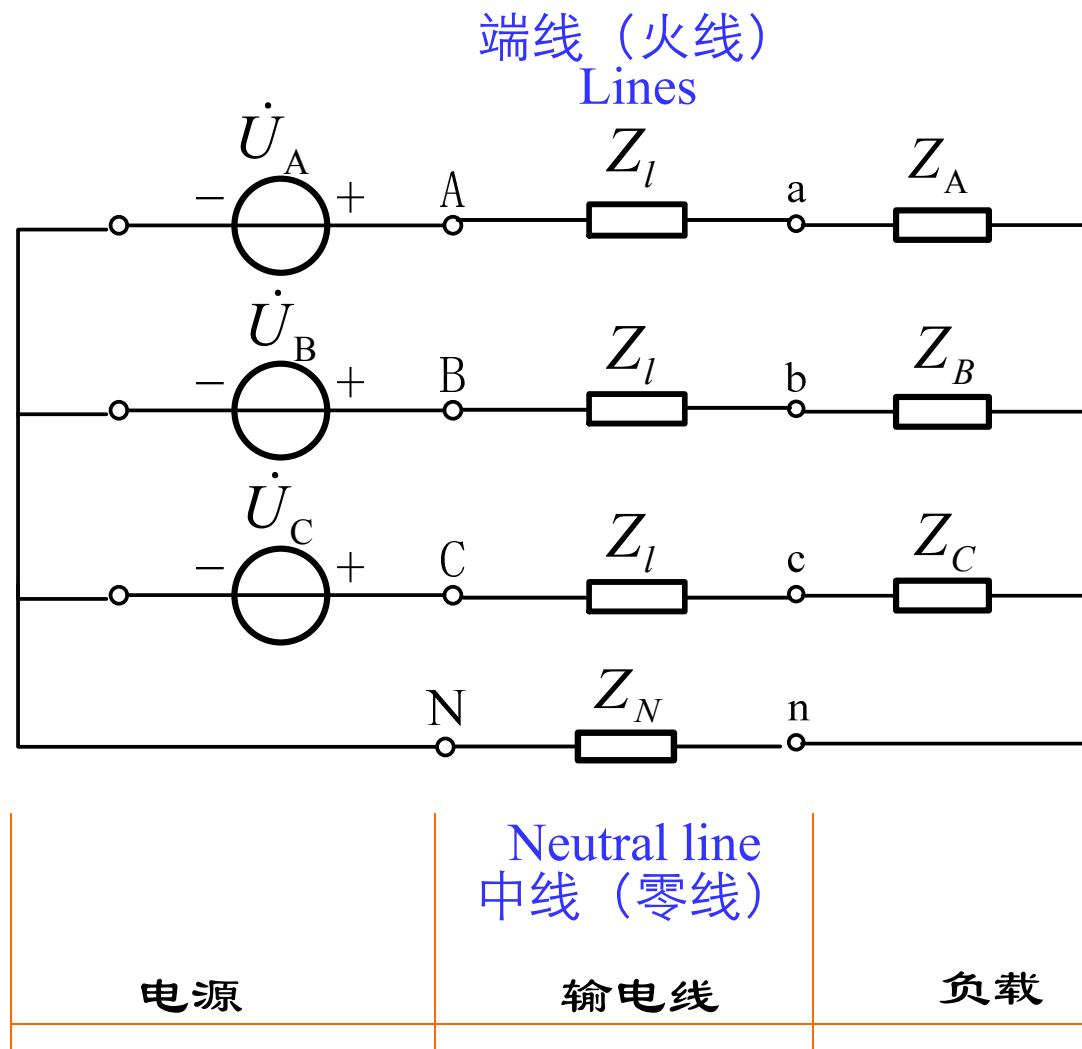 端线（火线）
Lines
U̇A Zl ZA
− + A a
U̇B Zl ZB
− + B b
U̇C Zl ZC
− + C c
N ZN n
Neutral line
中线（零线）
电源 输电线 负载